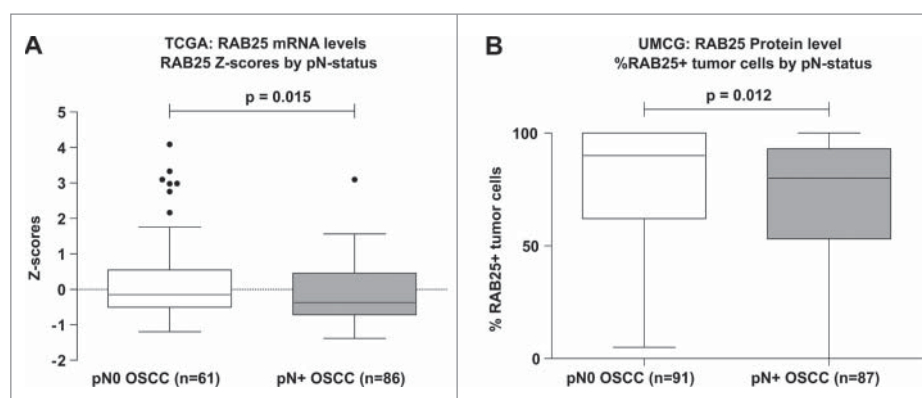 A
TCGA: RAB25 mRNA levels
RAB25 Z-scores by pN-status
p = 0.015
Z-scores
5
4
3
2
1
0
-1
-2
pN0 OSCC (n=61)
pN+ OSCC (n=86)
B
UMCG: RAB25 Protein level
%RAB25+ tumor cells by pN-status
p = 0.012
% RAB25+ tumor cells
100
50
0
pN0 OSCC (n=91)
pN+ OSCC (n=87)